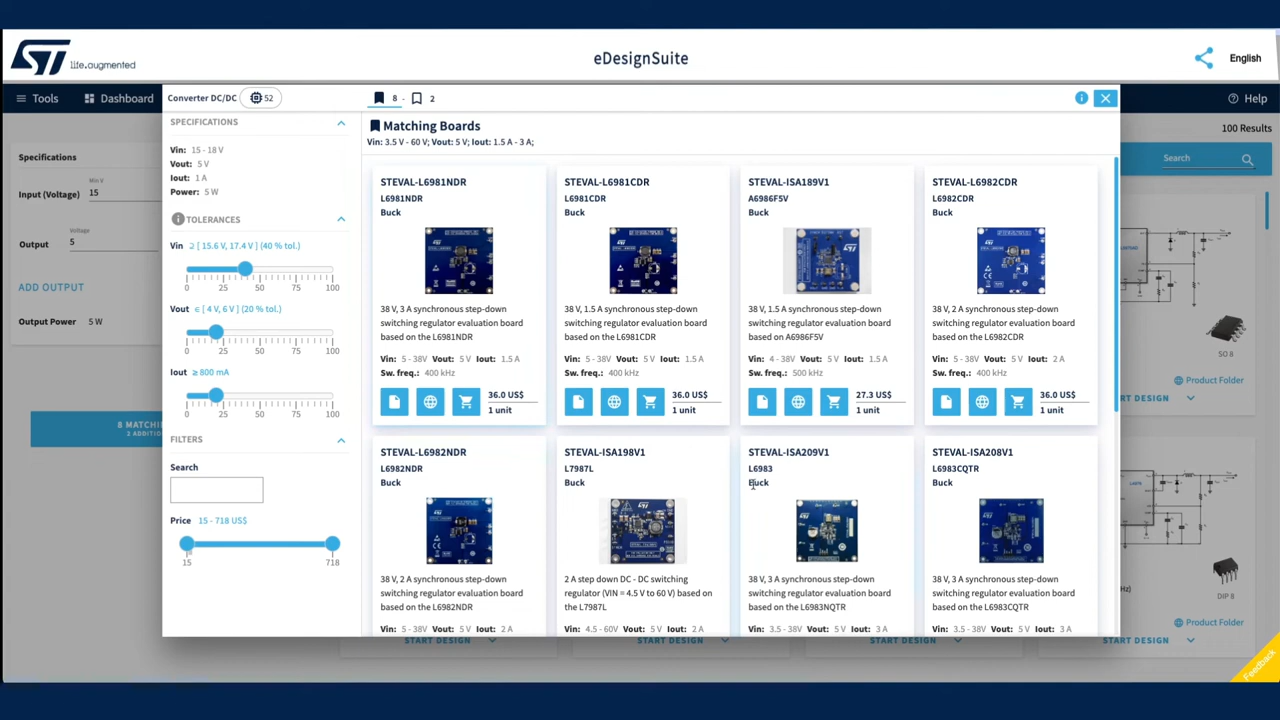 ST life.augmented
eDesignSuite
English
Tools
Dashboard
Converter DC/DC
52
8 - 2
Help
SPECIFICATIONS
Vin: 15 - 18 V
Vout: 5 V
Iout: 1 A
Power: 5 W
TOLERANCES
Vin ⊇ [ 15.6 V, 17.4 V ] (40 % tol.)
0 25 50 75 100
Vout ∈ [ 4 V, 6 V ] (20 % tol.)
0 25 50 75 100
Iout ≥ 800 mA
0 25 50 75 100
FILTERS
Search
Price 15 - 718 US$
15 718
Specifications
Min V
Input (Voltage) 15
Voltage
Output 5
ADD OUTPUT
Output Power 5 W
8 MATCHI
2 ADDITIO
Matching Boards
Vin: 3.5 V - 60 V; Vout: 5 V; Iout: 1.5 A - 3 A;
STEVAL-L6981NDR
L6981NDR
Buck
38 V, 3 A synchronous step-down
switching regulator evaluation board
based on the L6981NDR
Vin: 5 - 38V Vout: 5 V Iout: 1.5 A
Sw. freq.: 400 kHz
36.0 US$
1 unit
STEVAL-L6981CDR
L6981CDR
Buck
38 V, 1.5 A synchronous step-down
switching regulator evaluation board
based on the L6981CDR
Vin: 5 - 38V Vout: 5 V Iout: 1.5 A
Sw. freq.: 400 kHz
36.0 US$
1 unit
STEVAL-ISA189V1
A6986F5V
Buck
38 V, 1.5 A synchronous step-down
switching regulator evaluation board
based on A6986F5V
Vin: 4 - 38V Vout: 5 V Iout: 1.5 A
Sw. freq.: 500 kHz
27.3 US$
1 unit
STEVAL-L6982CDR
L6982CDR
Buck
38 V, 2 A synchronous step-down
switching regulator evaluation board
based on the L6982CDR
Vin: 5 - 38V Vout: 5 V Iout: 2 A
Sw. freq.: 400 kHz
36.0 US$
1 unit
STEVAL-L6982NDR
L6982NDR
Buck
38 V, 2 A synchronous step-down
switching regulator evaluation board
based on the L6982NDR
Vin: 5 - 38V Vout: 5 V Iout: 2 A
STEVAL-ISA198V1
L7987L
Buck
2 A step down DC - DC switching
regulator (VIN = 4.5 V to 60 V) based on
the L7987L
Vin: 4.5 - 60V Vout: 5 V Iout: 2 A
STEVAL-ISA209V1
L6983
Buck
38 V, 3 A synchronous step-down
switching regulator evaluation board
based on the L6983NQTR
Vin: 3.5 - 38V Vout: 5 V Iout: 3 A
STEVAL-ISA208V1
L6983CQTR
Buck
38 V, 3 A synchronous step-down
switching regulator evaluation board
based on the L6983CQTR
Vin: 3.5 - 38V Vout: 5 V Iout: 3 A
100 Results
Search
SO 8
Product Folder
RT DESIGN
DIP 8
Product Folder
START DESIGN
START DESIGN
START DESIGN
START DESIGN
Feedback